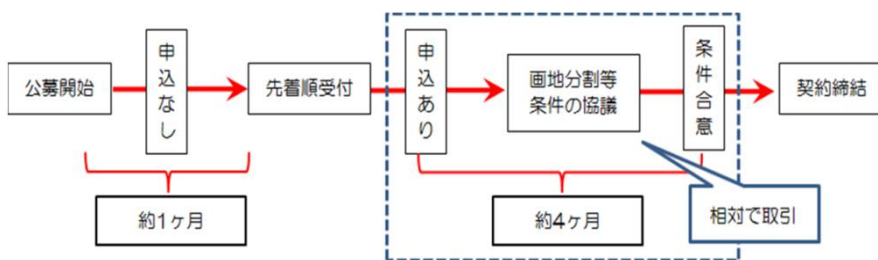 公募開始
申込なし
先着順受付
申込あり
画地分割等
条件の協議
条件合意
契約締結
約1ヶ月
約4ヶ月
相対で取引